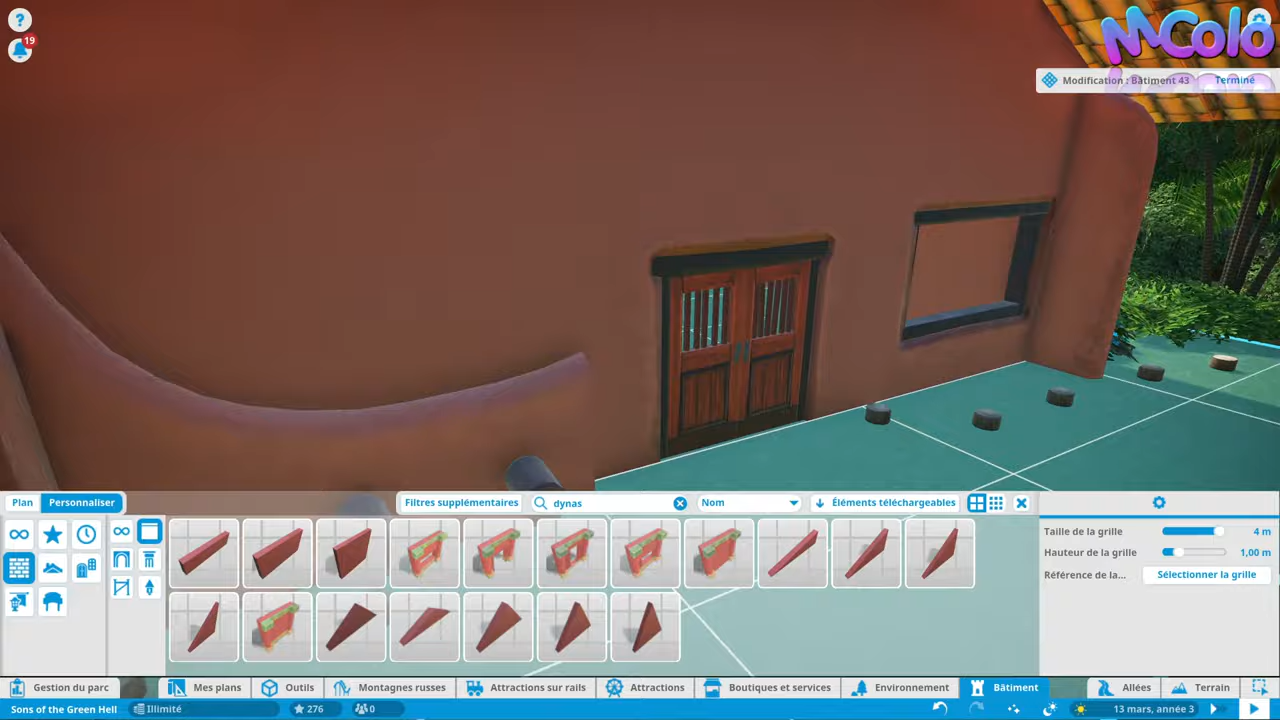 ?
19
MColo
Modification : Bâtiment 43
Terminé
Plan
Personnaliser
Filtres supplémentaires
dynas
Nom
Éléments téléchargeables
Taille de la grille
4 m
Hauteur de la grille
1,00 m
Référence de la...
Sélectionner la grille
Gestion du parc
Mes plans
Outils
Montagnes russes
Attractions sur rails
Attractions
Boutiques et services
Environnement
Bâtiment
Allées
Terrain
Sons of the Green Hell
Illimité
276
0
13 mars, année 3